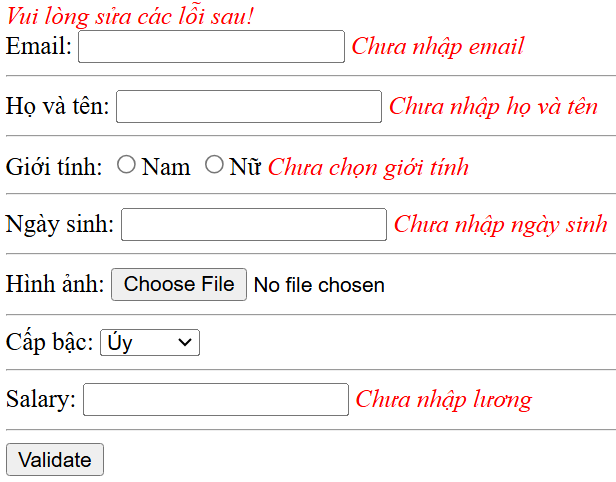 Vui lòng sửa các lỗi sau!
Email: Chưa nhập email
Họ và tên: Chưa nhập họ và tên
Giới tính: Nam Nữ Chưa chọn giới tính
Ngày sinh: Chưa nhập ngày sinh
Hình ảnh: Choose File No file chosen
Cấp bậc: Úy
Salary: Chưa nhập lương
Validate